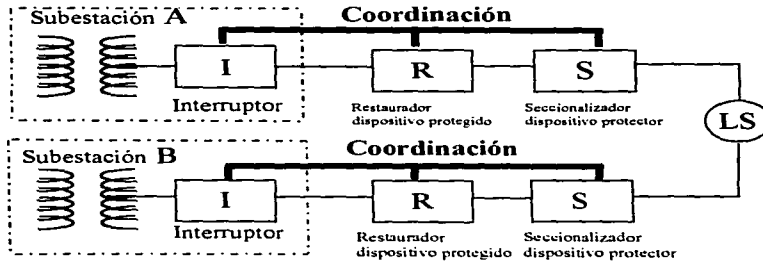 Subestación A
Coordinación
I
R
S
Interruptor
Restaurador
dispositivo protegido
Seccionalizador
dispositivo protector
LS
Subestación B
Coordinación
I
R
S
Interruptor
Restaurador
dispositivo protegido
Seccionalizador
dispositivo protector